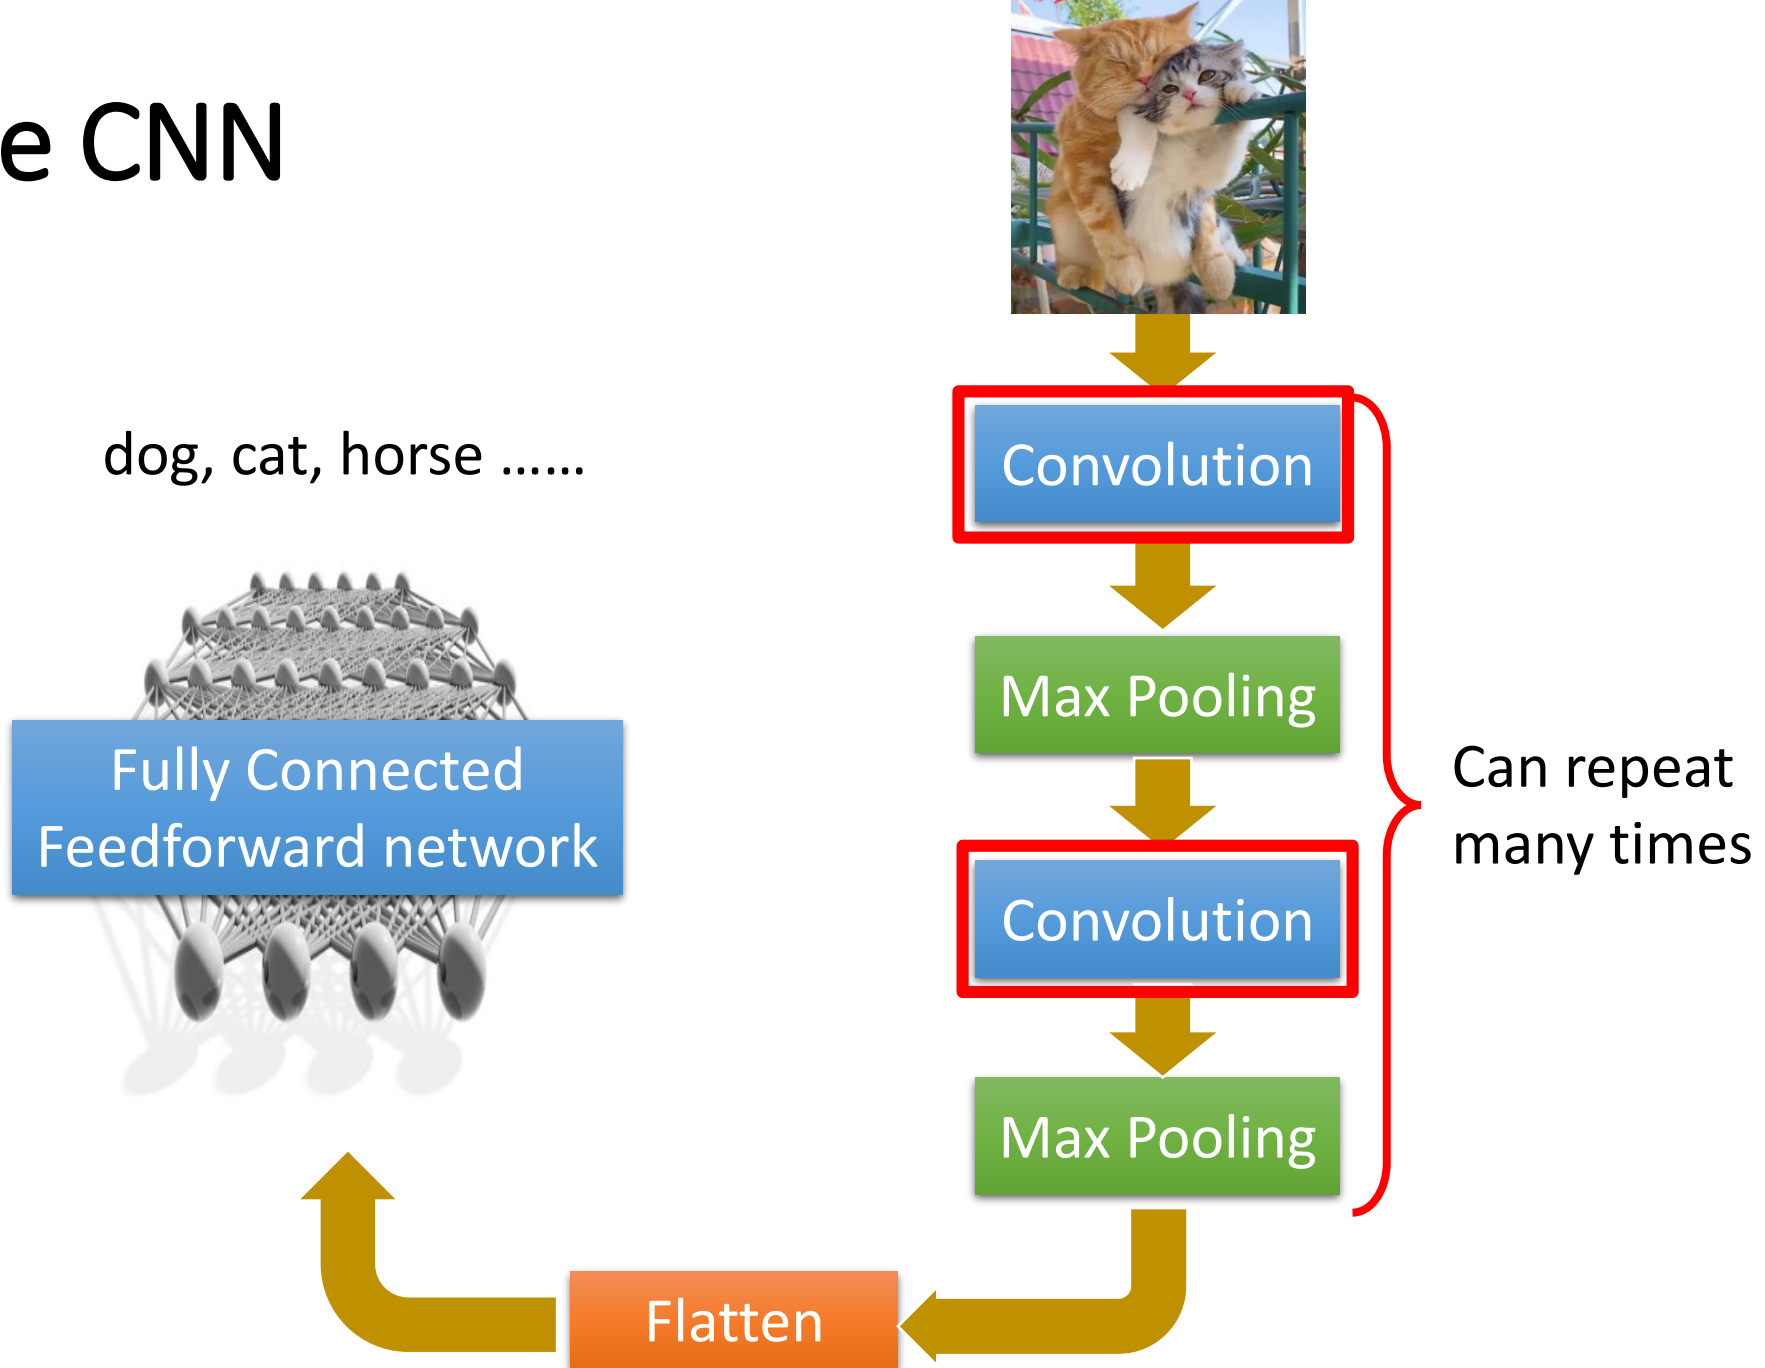 e CNN
dog, cat, horse ......
Convolution
Max Pooling
Convolution
Max Pooling
Can repeat
many times
Flatten
Fully Connected
Feedforward network